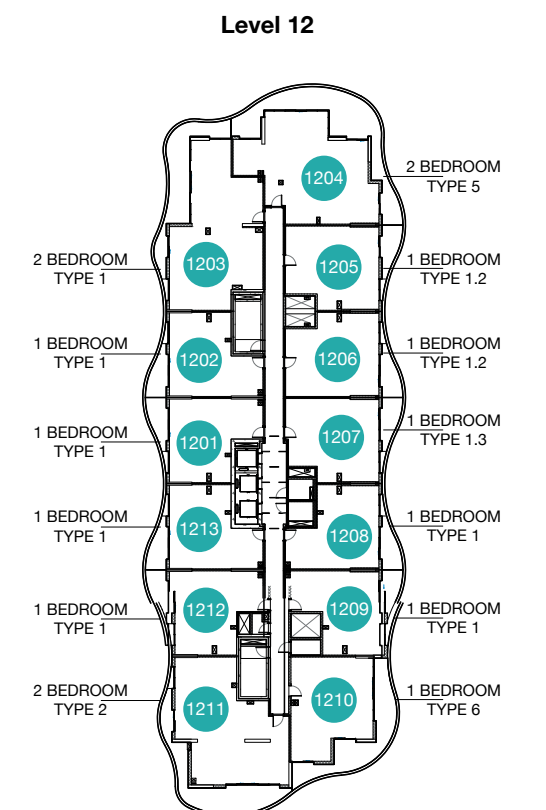 Level 12
1204
2 BEDROOM
TYPE 5
1203
2 BEDROOM
TYPE 1
1205
1 BEDROOM
TYPE 1.2
1 BEDROOM
TYPE 1
1202
1206
1 BEDROOM
TYPE 1.2
1 BEDROOM
TYPE 1
1201
1207
1 BEDROOM
TYPE 1.3
1 BEDROOM
TYPE 1
1213
1208
1 BEDROOM
TYPE 1
1 BEDROOM
TYPE 1
1212
1209
1 BEDROOM
TYPE 1
2 BEDROOM
TYPE 2
1211
1210
1 BEDROOM
TYPE 6